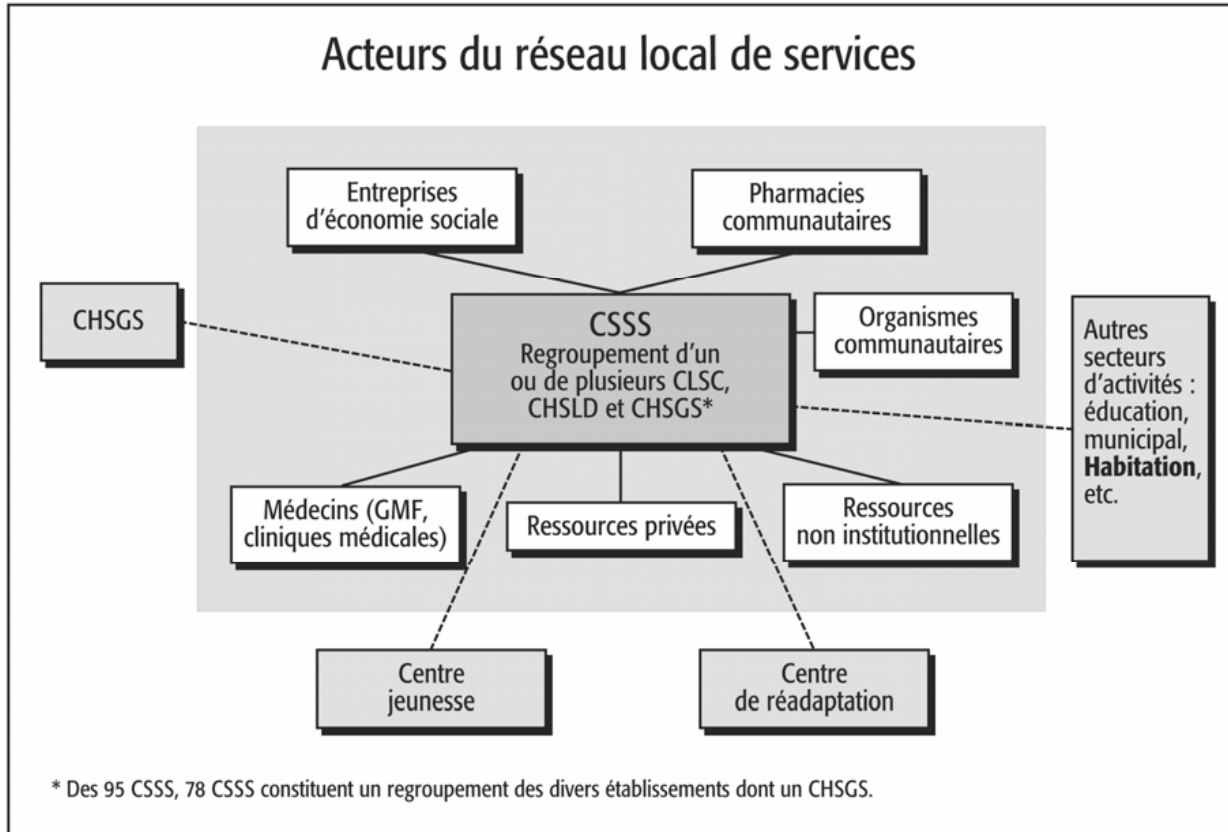 Acteurs du réseau local de services
Entreprises
d'économie sociale
Pharmacies
communautaires
CHSGS
CSSS
Regroupement d'un
ou de plusieurs CLSC,
CHSLD et CHSGS*
Organismes
communautaires
Autres
secteurs
d'activités :
éducation,
municipal,
Habitation,
etc.
Médecins (GMF,
cliniques médicales)
Ressources privées
Ressources
non institutionnelles
Centre
jeunesse
Centre
de réadaptation
* Des 95 CSSS, 78 CSSS constituent un regroupement des divers établissements dont un CHSGS.